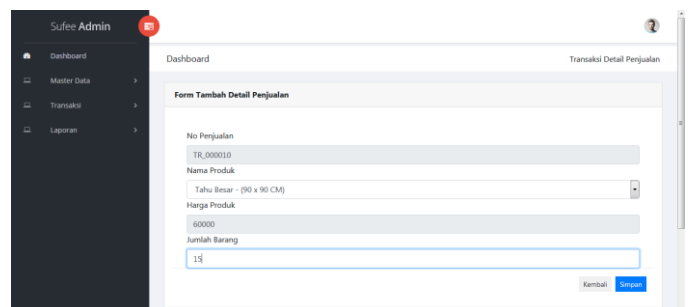 Sufee Admin
Dashboard
Master Data
Transaksi
Laporan
Dashboard
Transaksi Detail Penjualan
Form Tambah Detail Penjualan
No Penjualan
TR_000010
Nama Produk
Tahu Besar - (90 x 90 CM)
Harga Produk
60000
Jumlah Barang
15
Kembali
Simpan